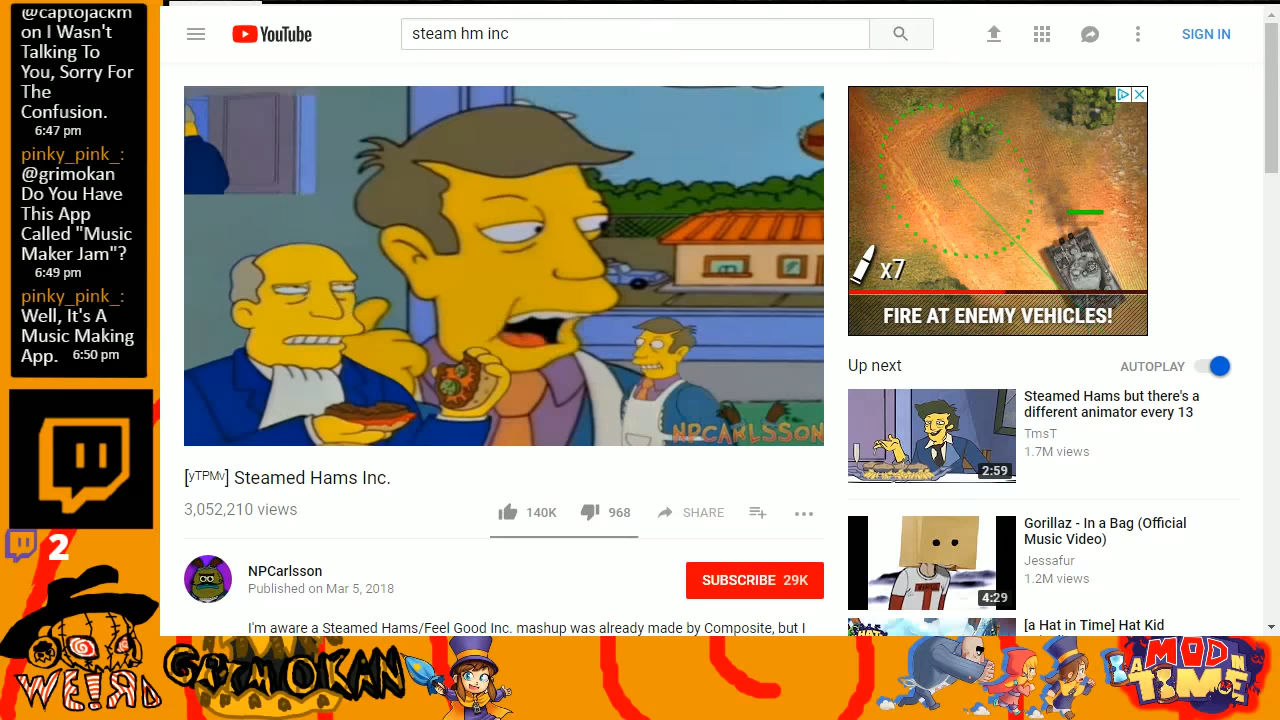 @captojackm
on I Wasn't
Talking To
You, Sorry For
The
Confusion.
6:47 pm
pinky_pink_:
@grimokan
Do You Have
This App
Called "Music
Maker Jam"?
6:49 pm
pinky_pink_:
Well, It's A
Music Making
App. 6:50 pm
2
WE!RD
GRIMOKAN
YouTube
steam hm inc
SIGN IN
NPCARLSSON
[ʸᵀᴾᴹⱽ] Steamed Hams Inc.
3,052,210 views
140K
968
SHARE
NPCarlsson
Published on Mar 5, 2018
SUBSCRIBE 29K
I'm aware a Steamed Hams/Feel Good Inc. mashup was already made by Composite, but I
x7
FIRE AT ENEMY VEHICLES!
Up next
AUTOPLAY
Steamed Hams but there's a
different animator every 13
TmsT
1.7M views
2:59
Gorillaz - In a Bag (Official
Music Video)
Jessafur
1.2M views
4:29
[a Hat in Time] Hat Kid
A MOD
IN
TIME